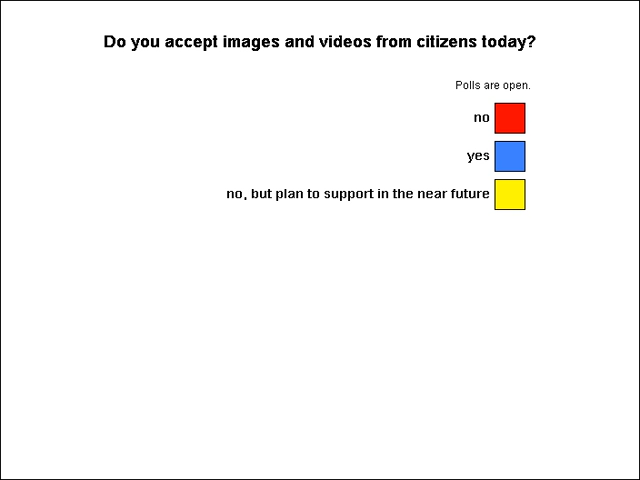 Do you accept images and videos from citizens today?
Polls are open.
no
yes
no, but plan to support in the near future